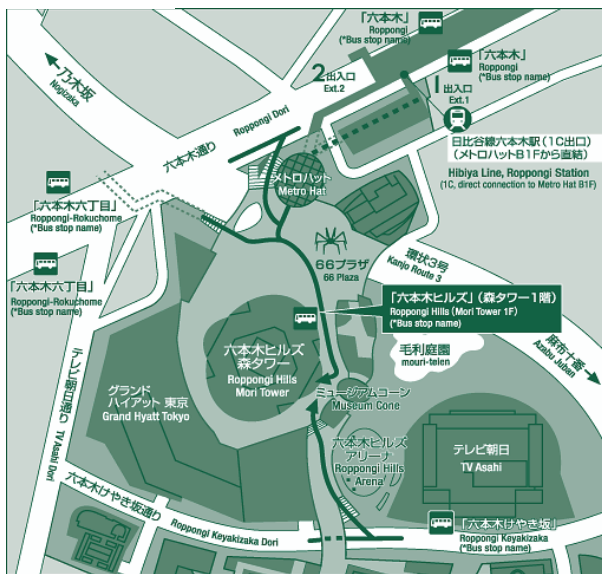 「六本木」
Roppongi
(*Bus stop name)
「六本木」
Roppongi
(*Bus stop name)
乃木坂
Nogizaka
2 出入口
Ext.2
1 出入口
Ext.1
六本木通り
Roppongi Dori
日比谷線六本木駅(1C出口)
(メトロハットB1Fから直結)
Hibiya Line, Roppongi Station
(1C, direct connection to Metro Hat B1F)
メトロハット
Metro Hat
「六本木六丁目」
Roppongi-Rokuchome
(*Bus stop name)
66プラザ
66 Plaza
環状3号
Kanjo Route 3
「六本木六丁目」
Roppongi-Rokuchome
(*Bus stop name)
「六本木ヒルズ」(森タワー1階)
Roppongi Hills (Mori Tower 1F)
(*Bus stop name)
麻布十番
Azabu Juban
六本木ヒルズ
森タワー
Roppongi Hills
Mori Tower
毛利庭園
mouri-teien
テレビ朝日通り
TV Asahi Dori
グランド
ハイアット 東京
Grand Hyatt Tokyo
ミュージアムコーン
Museum Cone
六本木ヒルズ
アリーナ
Roppongi Hills
Arena
テレビ朝日
TV Asahi
六本木けやき坂通り
Roppongi Keyakizaka Dori
「六本木けやき坂」
Roppongi Keyakizaka
(*Bus stop name)